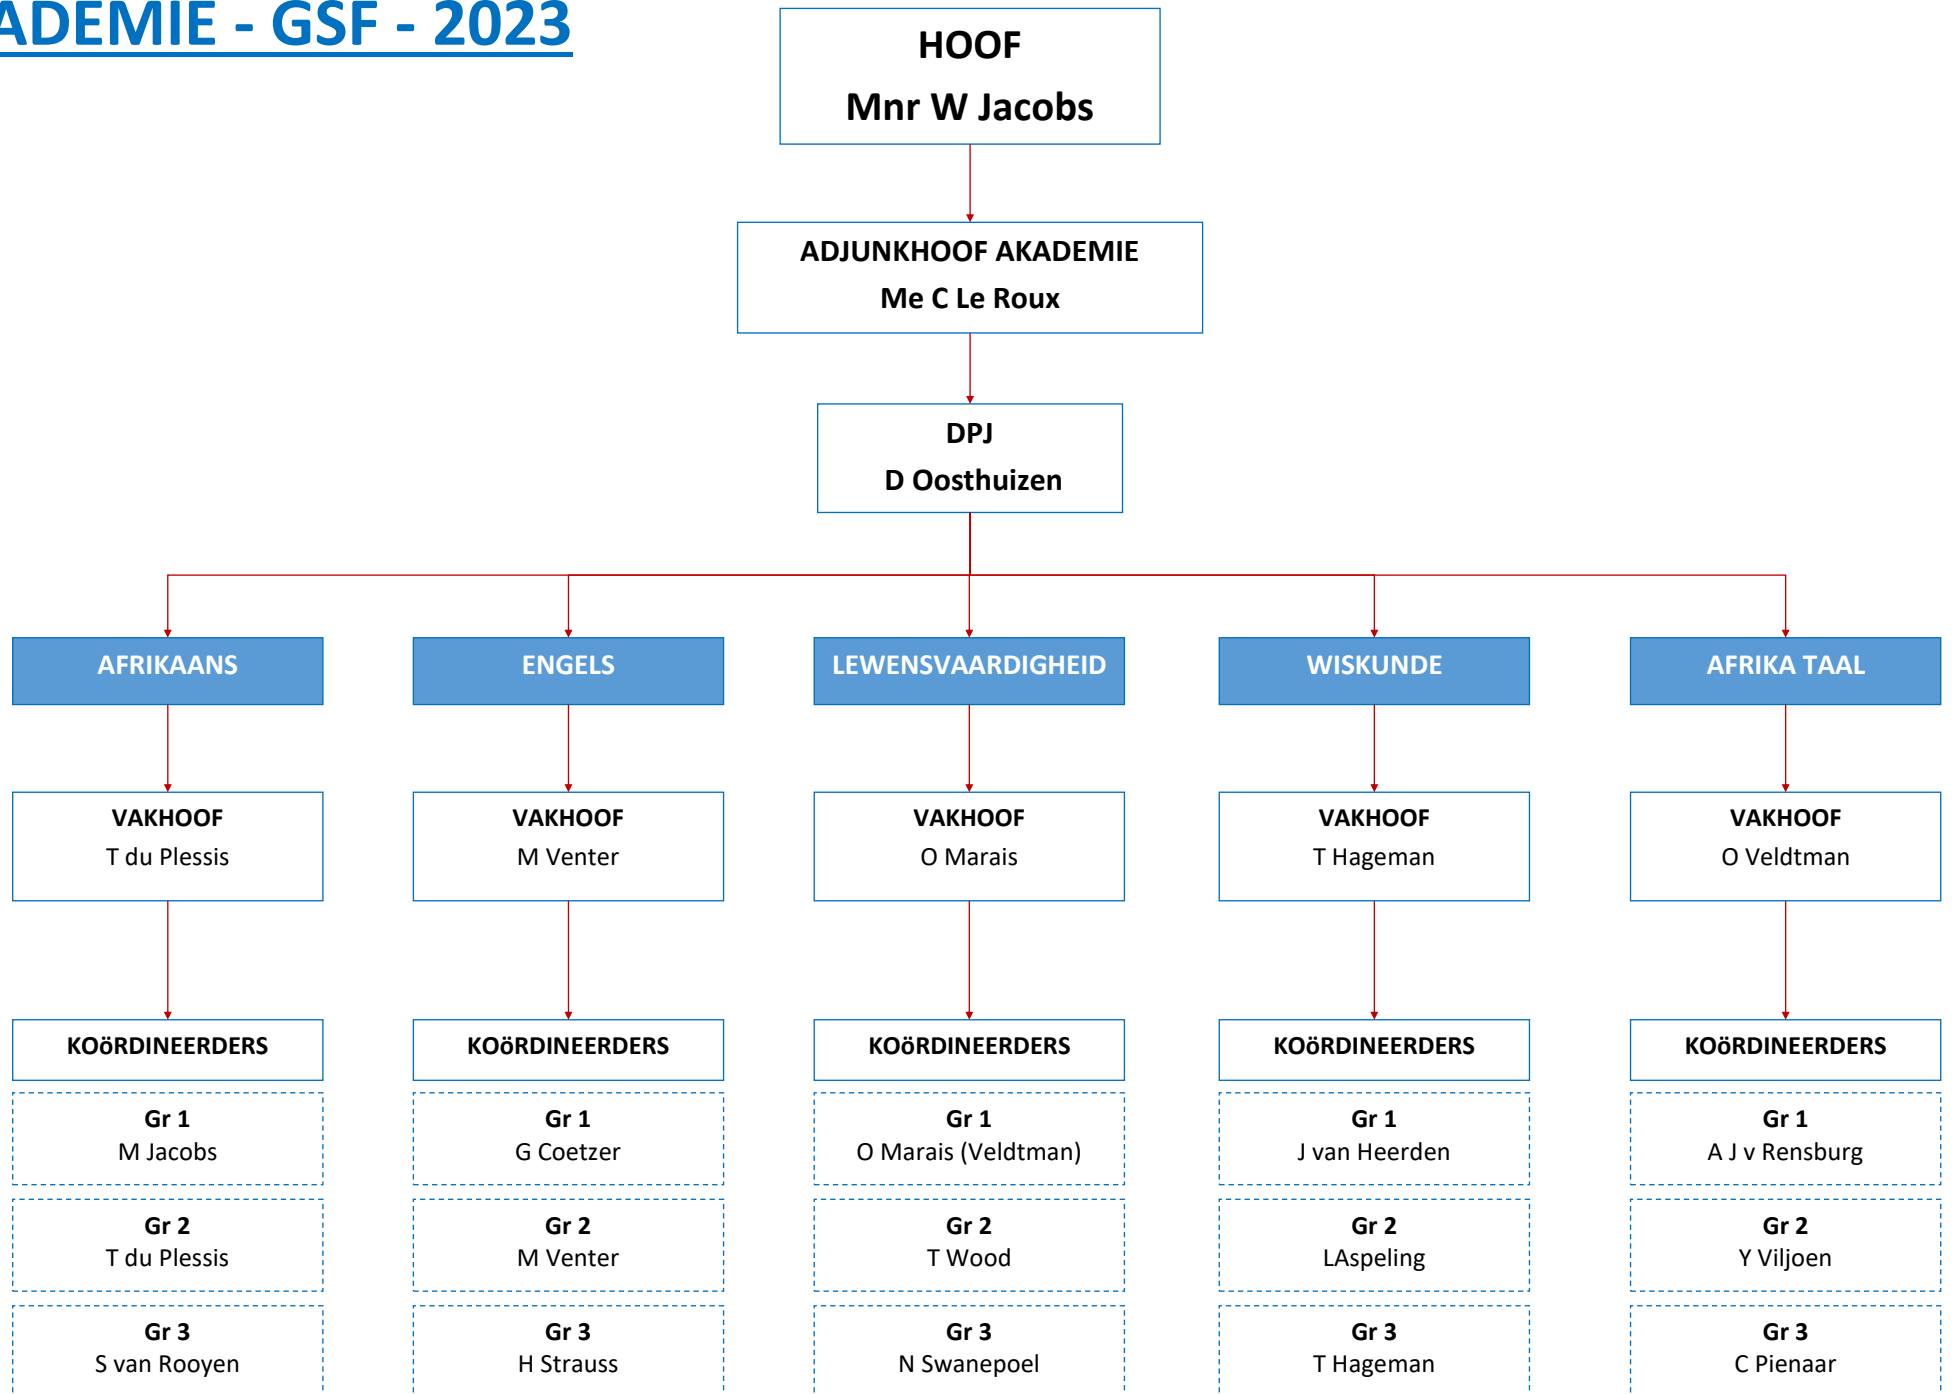 ADEMIE - GSF - 2023
HOOF
Mnr W Jacobs
ADJUNKHOOF AKADEMIE
Me C Le Roux
DPJ
D Oosthuizen
AFRIKAANS
ENGELS
LEWENSVAARDIGHEID
WISKUNDE
AFRIKA TAAL
VAKHOOF
T du Plessis
VAKHOOF
M Venter
VAKHOOF
O Marais
VAKHOOF
T Hageman
VAKHOOF
O Veldtman
KOöRDINEERDERS
KOöRDINEERDERS
KOöRDINEERDERS
KOöRDINEERDERS
KOöRDINEERDERS
Gr 1
M Jacobs
Gr 1
G Coetzer
Gr 1
O Marais (Veldtman)
Gr 1
J van Heerden
Gr 1
A J v Rensburg
Gr 2
T du Plessis
Gr 2
M Venter
Gr 2
T Wood
Gr 2
LAspeling
Gr 2
Y Viljoen
Gr 3
S van Rooyen
Gr 3
H Strauss
Gr 3
N Swanepoel
Gr 3
T Hageman
Gr 3
C Pienaar